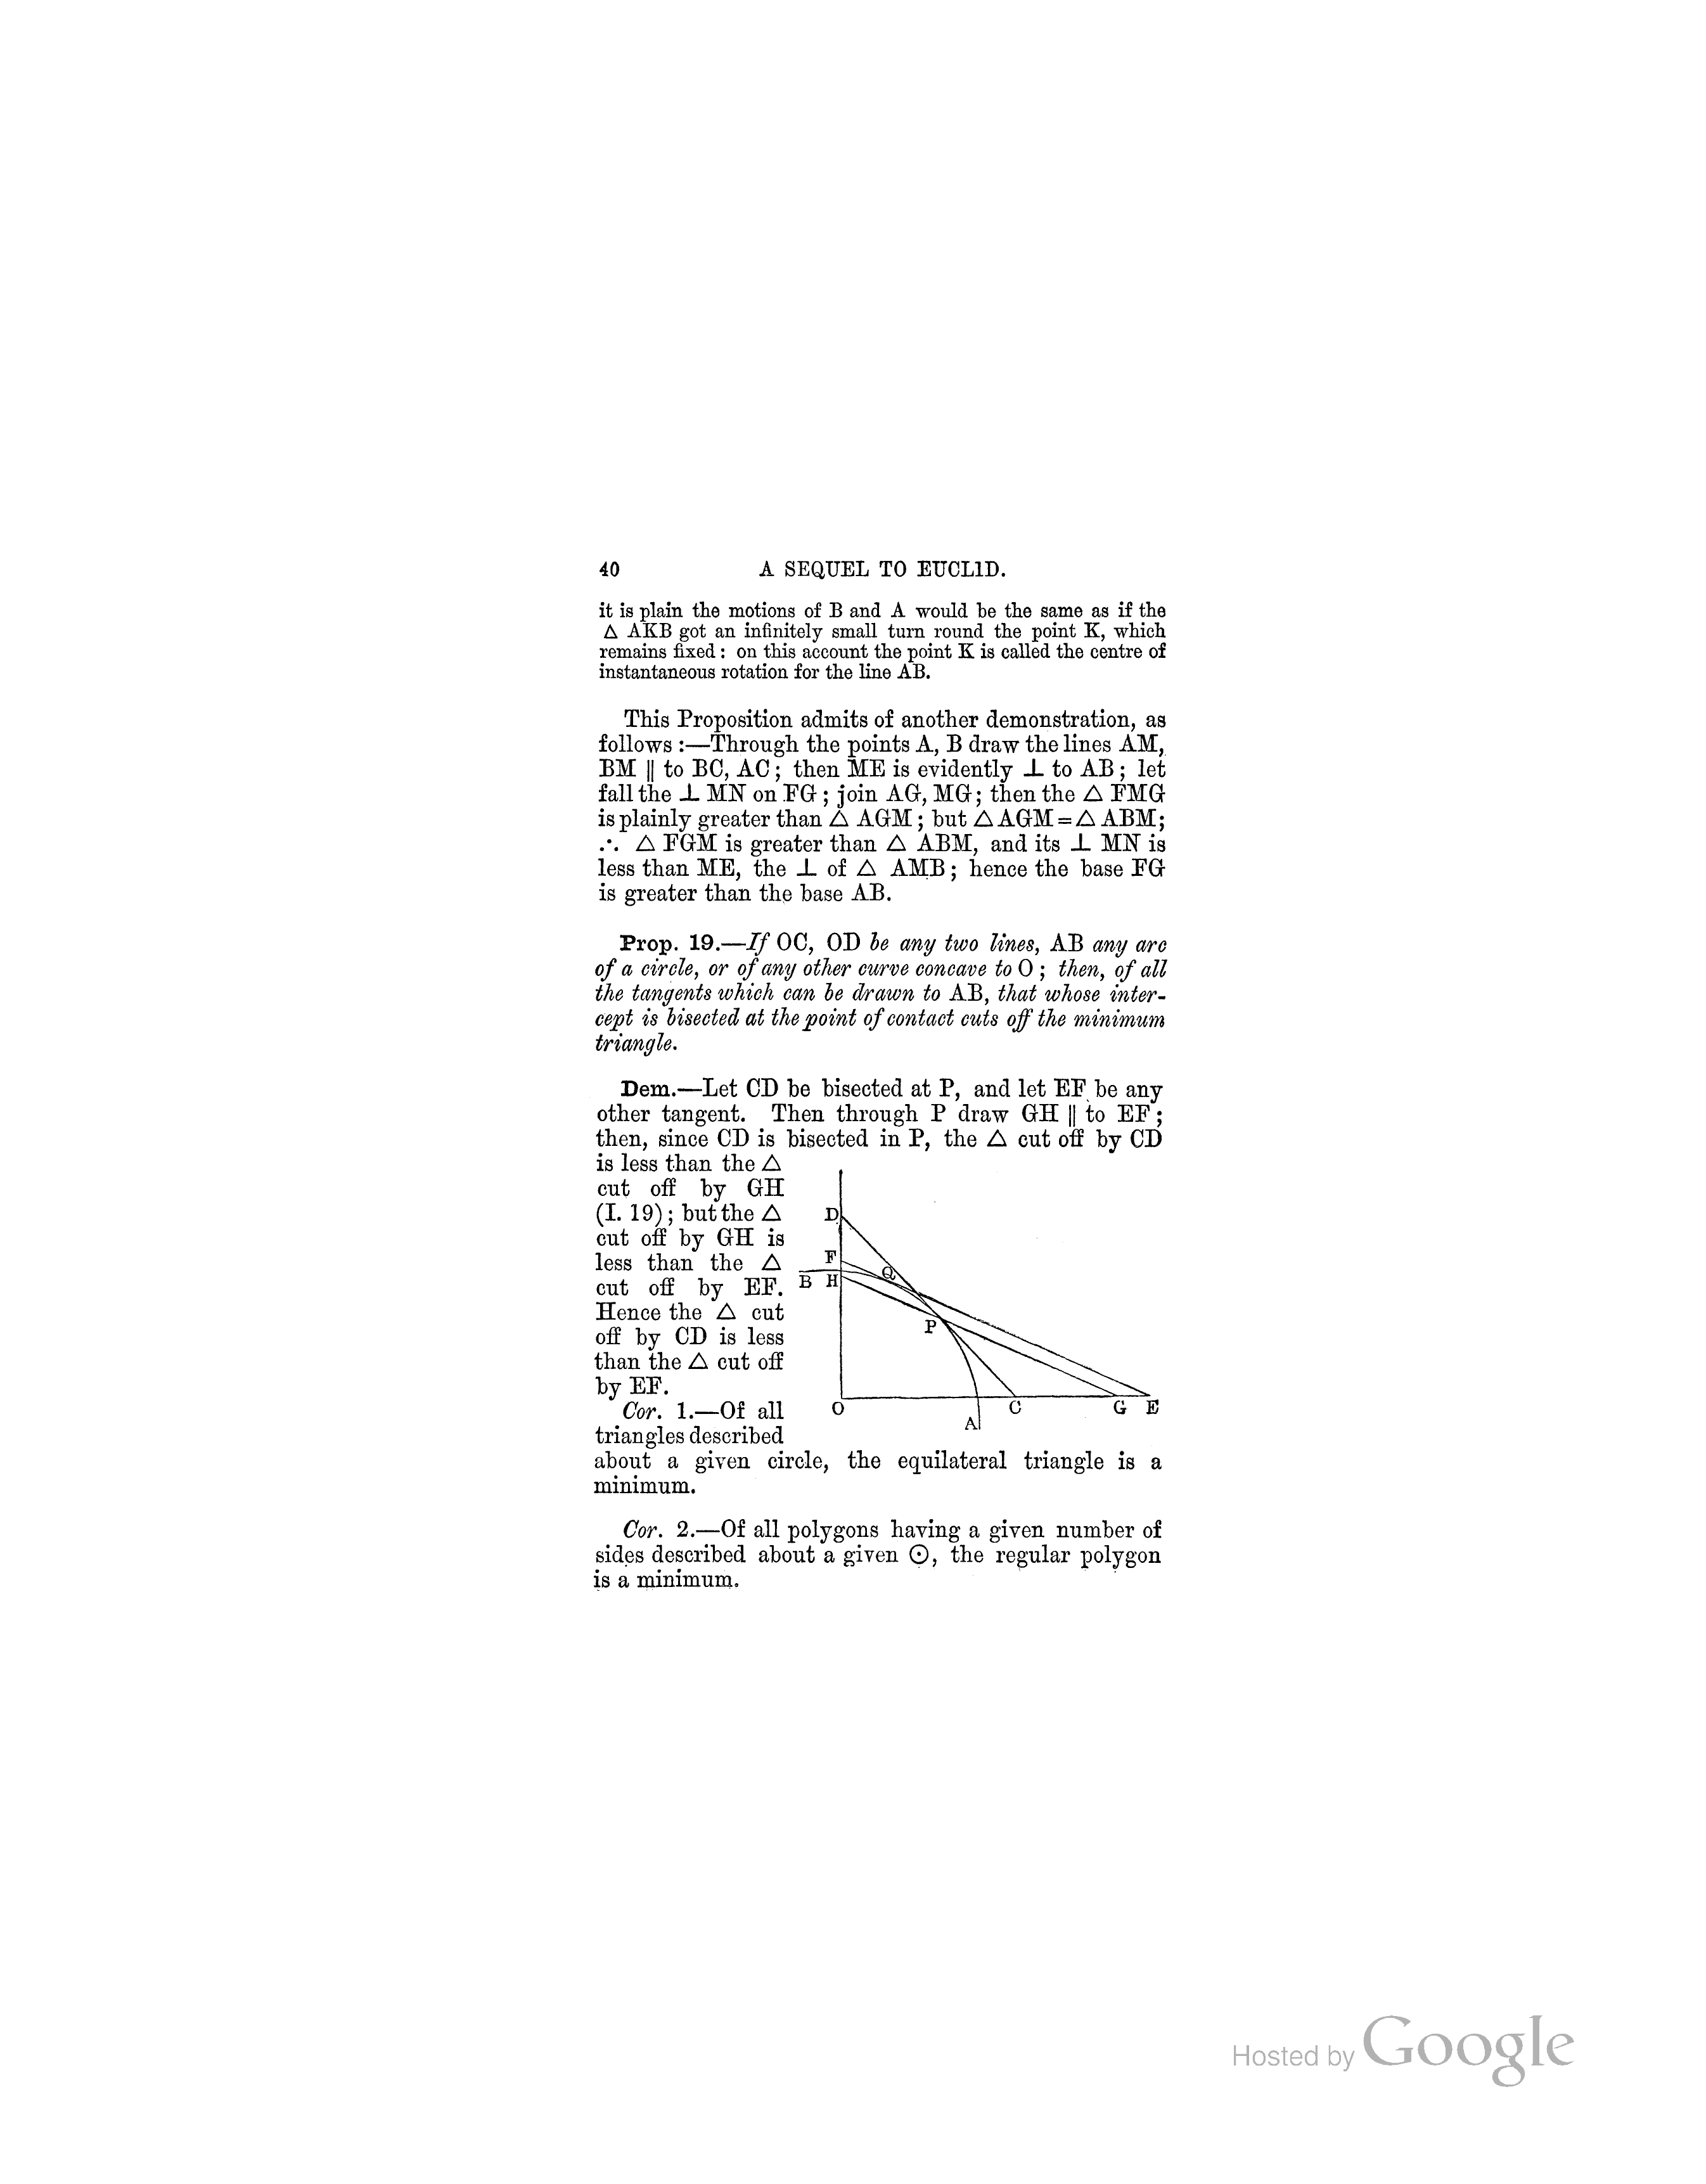 40 A SEQUEL TO EUCLID.
it is plain the motions of B and A would be the same as if the
△ AKB got an infinitely small turn round the point K, which
remains fixed : on this account the point K is called the centre of
instantaneous rotation for the line AB.
This Proposition admits of another demonstration, as
follows :—Through the points A, B draw the lines AM,
BM || to BC, AC ; then ME is evidently ⊥ to AB ; let
fall the ⊥ MN on FG ; join AG, MG ; then the △ FMG
is plainly greater than △ AGM ; but △ AGM = △ ABM ;
∴ △ FGM is greater than △ ABM, and its ⊥ MN is
less than ME, the ⊥ of △ AMB ; hence the base FG
is greater than the base AB.
Prop. 19.—If OC, OD be any two lines, AB any arc
of a circle, or of any other curve concave to O ; then, of all
the tangents which can be drawn to AB, that whose inter-
cept is bisected at the point of contact cuts off the minimum
triangle.
Dem.—Let CD be bisected at P, and let EF be any
other tangent. Then through P draw GH || to EF ;
then, since CD is bisected in P, the △ cut off by CD
is less than the △
cut off by GH
(I. 19) ; but the △
cut off by GH is
less than the △
cut off by EF.
Hence the △ cut
off by CD is less
than the △ cut off
by EF.
D
F
Q
B H
P
O C G E
A
Cor. 1.—Of all
triangles described
about a given circle, the equilateral triangle is a
minimum.
Cor. 2.—Of all polygons having a given number of
sides described about a given ⊙, the regular polygon
is a minimum.
Hosted by Google